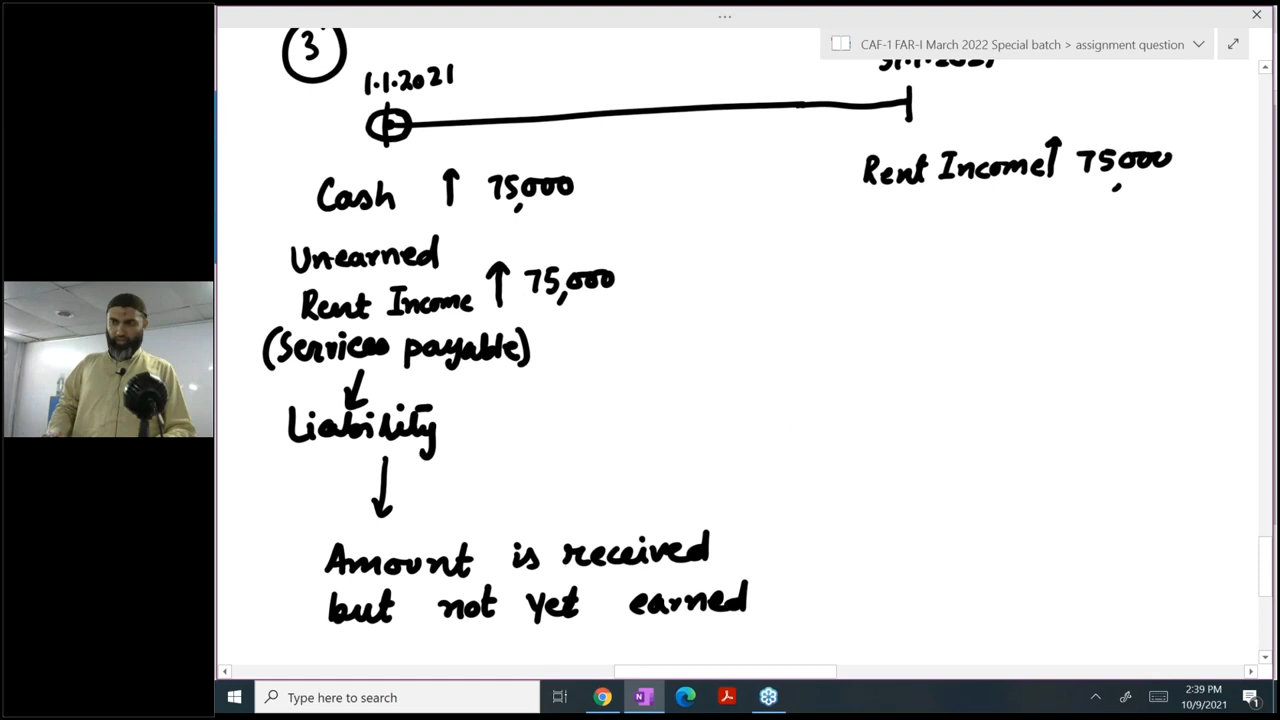 CAF-1 FAR-I March 2022 Special batch > assignment question
3
1.1.2021
Cash ↑ 75,000
Rent Income ↑ 75,000
Unearned
Rent Income ↑ 75,000
(Services payable)
↓
Liability
↓
Amount is received
but not yet earned
Type here to search
2:39 PM
10/9/2021
1